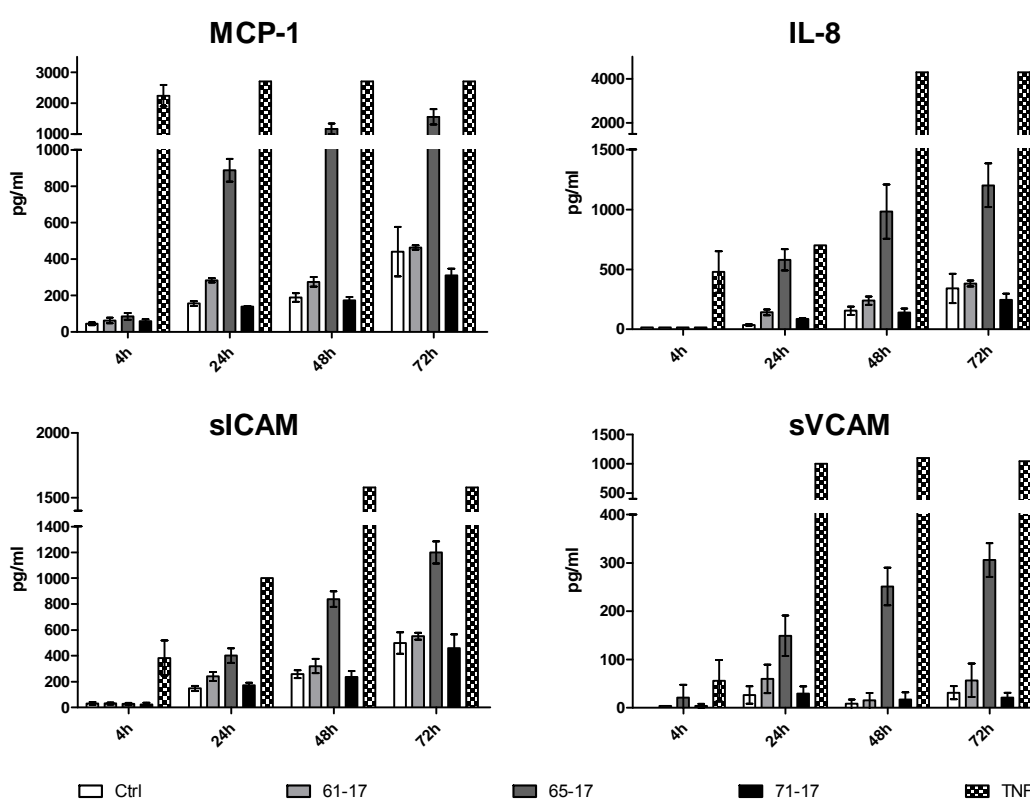 MCP-1
IL-8
3000
2000
1000
1000
800
600
400
200
0
pg/ml
4h
24h
48h
72h
4000
2000
1500
1000
500
0
pg/ml
4h
24h
48h
72h
sICAM
sVCAM
2000
1500
1400
1200
1000
800
600
400
200
0
pg/ml
4h
24h
48h
72h
1500
1000
500
400
300
200
100
0
pg/ml
4h
24h
48h
72h
Ctrl 61-17 65-17 71-17 TNF